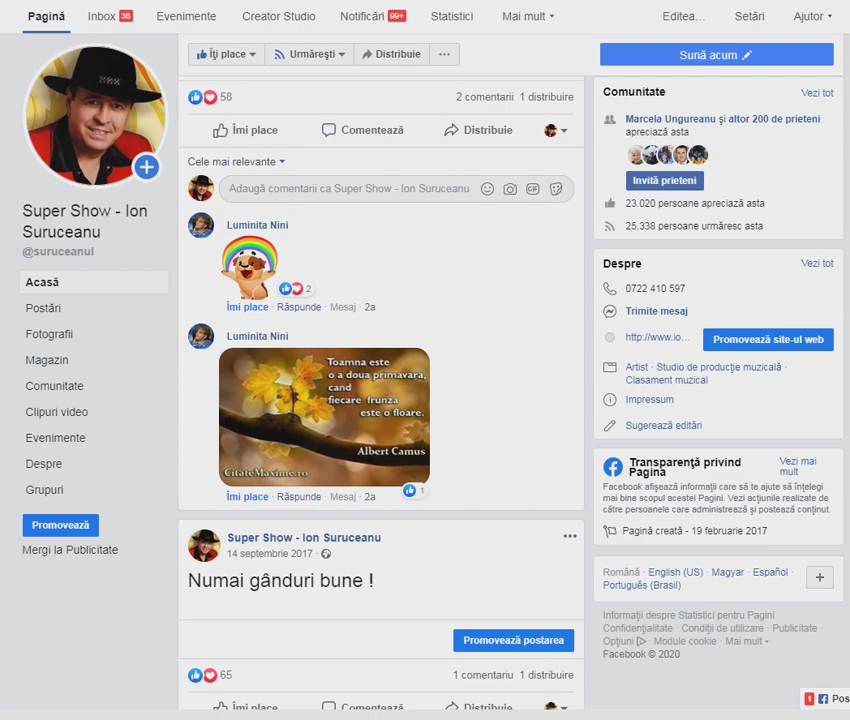 Pagină
Inbox 36
Evenimente
Creator Studio
Notificări 99+
Statistici
Mai mult
Editea…
Setări
Ajutor
Super Show - Ion
Suruceanu
@suruceanul
Acasă
Postări
Fotografii
Magazin
Comunitate
Clipuri video
Evenimente
Despre
Grupuri
Promovează
Mergi la Publicitate
Îți place
Urmărești
Distribuie
...
58
2 comentarii 1 distribuire
Îmi place
Comentează
Distribuie
Cele mai relevante
Adaugă comentarii ca Super Show - Ion Suruceanu
GIF
Luminita Nini
2
Îmi place · Răspunde · Mesaj · 2a
Luminita Nini
Toamna este
o a doua primavara,
cand
fiecare frunza
este o floare.
Albert Camus
CitateMaxime.ro
1
Îmi place · Răspunde · Mesaj · 2a
Super Show - Ion Suruceanu
14 septembrie 2017 ·
Numai gânduri bune !
Promovează postarea
65
1 comentariu 1 distribuire
Îmi place
Comentează
Distribuie
Sună acum
Comunitate
Vezi tot
Marcela Ungureanu și altor 200 de prieteni
apreciază asta
Invită prieteni
23.020 persoane apreciază asta
25.338 persoane urmăresc asta
Despre
Vezi tot
0722 410 597
Trimite mesaj
http://www.io...
Promovează site-ul web
Artist · Studio de producție muzicală ·
Clasament muzical
Impressum
Sugerează editări
Transparență privind
Pagina
Vezi mai
mult
Facebook afișează informații care să te ajute să înțelegi
mai bine scopul acestei Pagini. Vezi acțiunile realizate de
către persoanele care administrează și postează conținut.
Pagină creată - 19 februarie 2017
Română · English (US) · Magyar · Español ·
Português (Brasil)
+
Informații despre Statistici pentru Pagini
Confidențialitate · Condiții de utilizare · Publicitate ·
Opțiuni · Module cookie · Mai mult
Facebook © 2020
1
Pos